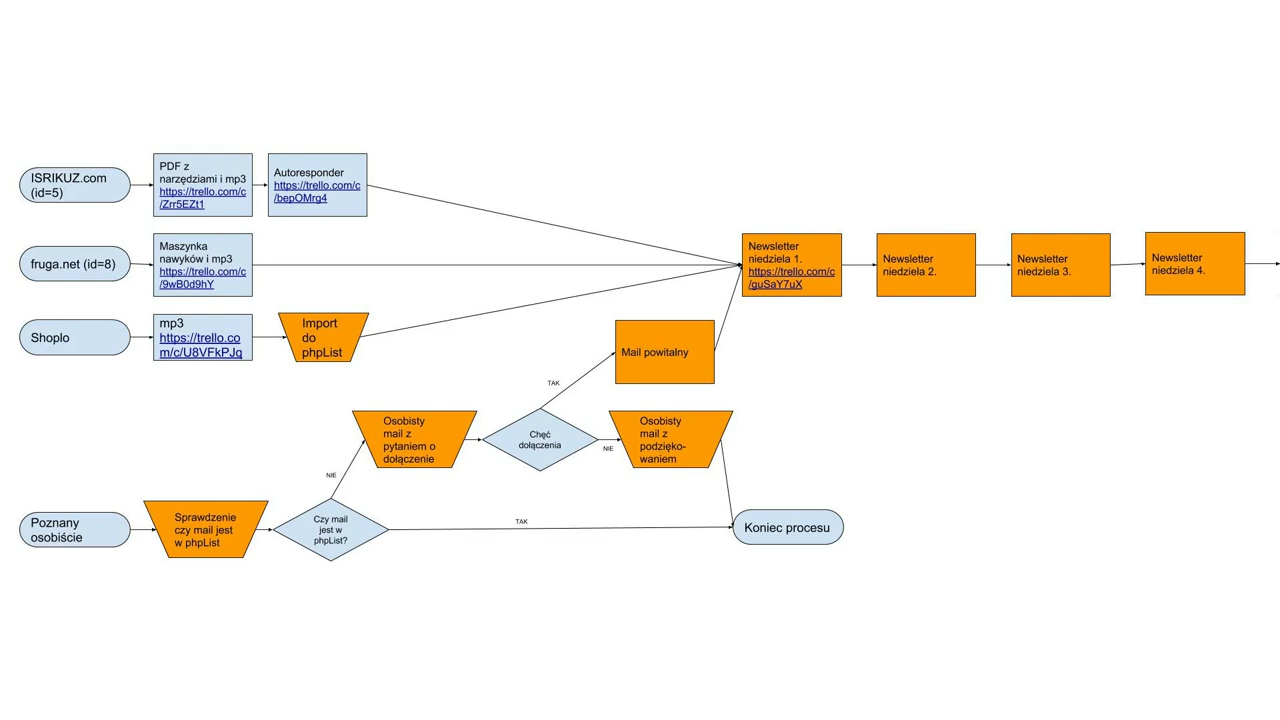 ISRIKUZ.com
(id=5)
PDF z
narzędziami i mp3
https://trello.com/c
/Zrr5EZt1
Autoresponder
https://trello.com/c
/bepOMrg4
fruga.net (id=8)
Maszynka
nawyków i mp3
https://trello.com/c
/9wB0d9hY
Newsletter
niedziela 1.
https://trello.com/c
/guSaY7uX
Newsletter
niedziela 2.
Newsletter
niedziela 3.
Newsletter
niedziela 4.
Shoplo
mp3
https://trello.co
m/c/U8VFkPJq
Import
do
phpList
Mail powitalny
TAK
Osobisty
mail z
pytaniem o
dołączenie
Chęć
dołączenia
NIE
Osobisty
mail z
podzięko-
waniem
NIE
Poznany
osobiście
Sprawdzenie
czy mail jest
w phpList
Czy mail
jest w
phpList?
TAK
Koniec procesu